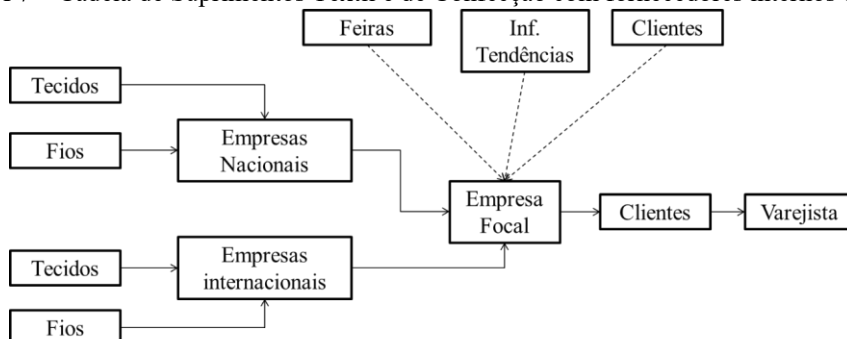 Feiras
Inf.
Tendências
Clientes
Tecidos
Fios
Empresas
Nacionais
Empresa
Focal
Clientes
Varejista
Tecidos
Fios
Empresas
internacionais